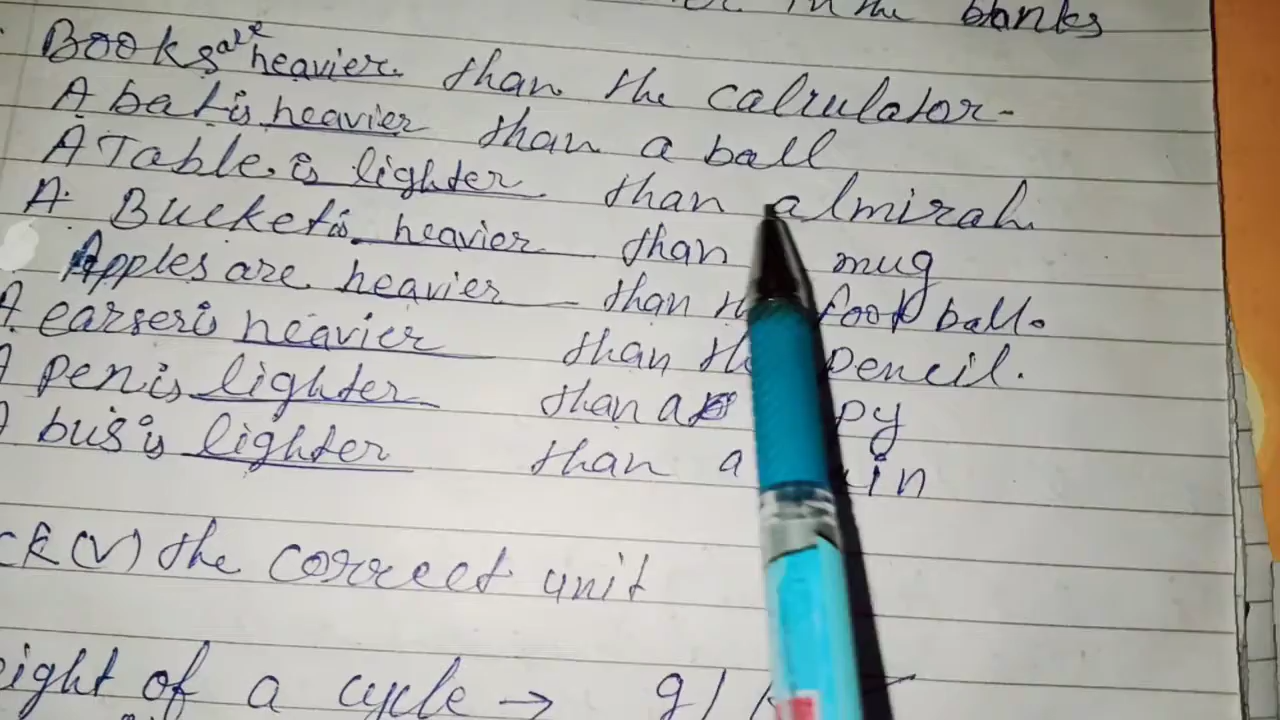 in the blanks
Books are heavier than the calculator-
A bat is heavier than a ball
A Table is lighter than almirah.
A. Bucket is heavier than mug
Apples are heavier than foot ball.
A earser is heavier than the pencil.
A pen is lighter than a
A bus is lighter than a
(√) the correct unit
of a cycle → g/